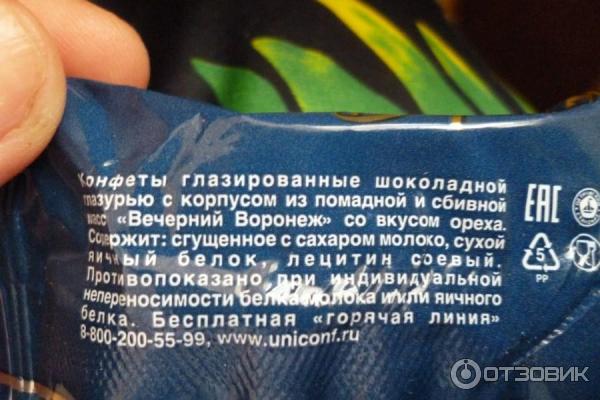 Конфеты глазированные шоколадной
глазурью с корпусом из помадной и сбивной
масс «Вечерний Воронеж» со вкусом ореха.
Содержит: сгущенное с сахаром молоко, сухой
яичный белок, лецитин соевый.
Противопоказано при индивидуальной
непереносимости белка молока и или яичного
белка. Бесплатная «горячая линия»
8-800-200-55-99, www.uniconf.ru
EAC
5
PP
ОТЗОВИК